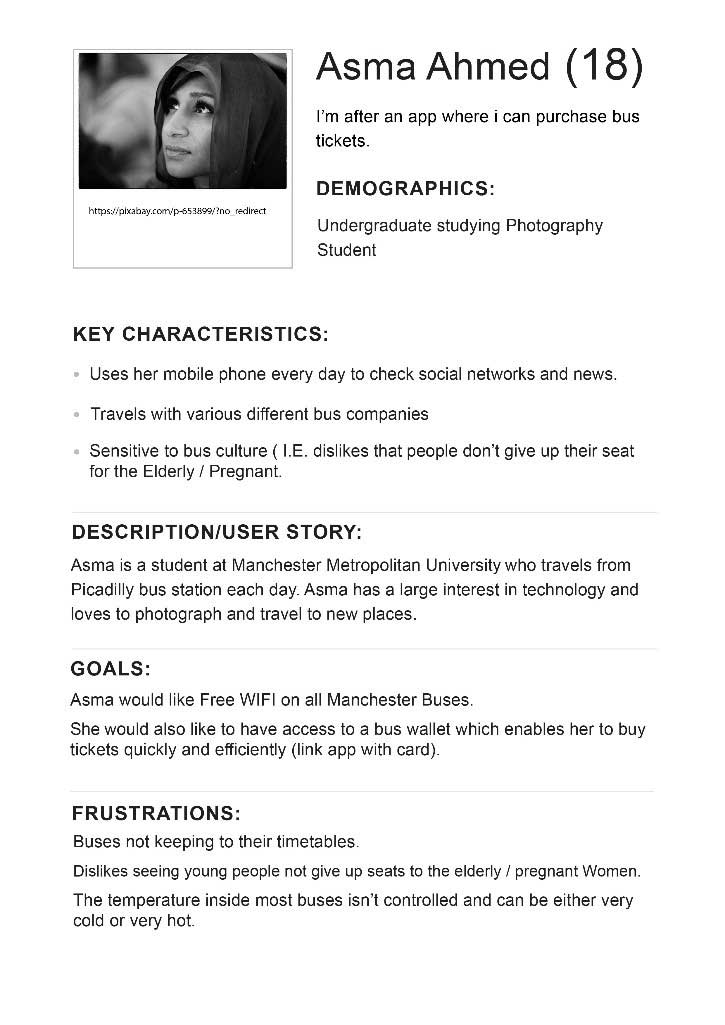 Asma Ahmed (18)
I'm after an app where i can purchase bus
tickets.
https://pixabay.com/p-653899/?no_redirect
DEMOGRAPHICS:
Undergraduate studying Photography
Student
KEY CHARACTERISTICS:
Uses her mobile phone every day to check social networks and news.
Travels with various different bus companies
Sensitive to bus culture ( I.E. dislikes that people don't give up their seat
for the Elderly / Pregnant.
DESCRIPTION/USER STORY:
Asma is a student at Manchester Metropolitan University who travels from
Picadilly bus station each day. Asma has a large interest in technology and
loves to photograph and travel to new places.
GOALS:
Asma would like Free WIFI on all Manchester Buses.
She would also like to have access to a bus wallet which enables her to buy
tickets quickly and efficiently (link app with card).
FRUSTRATIONS:
Buses not keeping to their timetables.
Dislikes seeing young people not give up seats to the elderly / pregnant Women.
The temperature inside most buses isn't controlled and can be either very
cold or very hot.